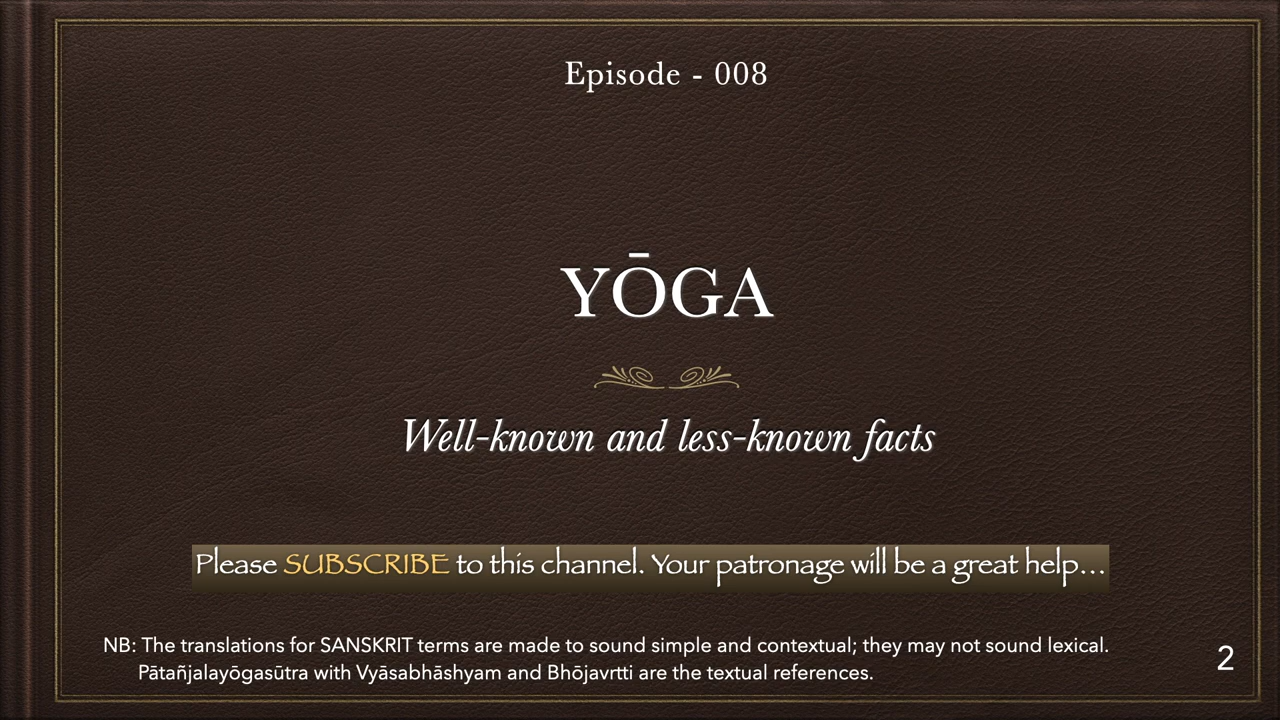 Episode - 008
YŌGA
Well-known and less-known facts
Please SUBSCRIBE to this channel. Your patronage will be a great help...
NB: The translations for SANSKRIT terms are made to sound simple and contextual; they may not sound lexical.
Pātañjalayōgasūtra with Vyāsabhāshyam and Bhōjavrtti are the textual references.
2